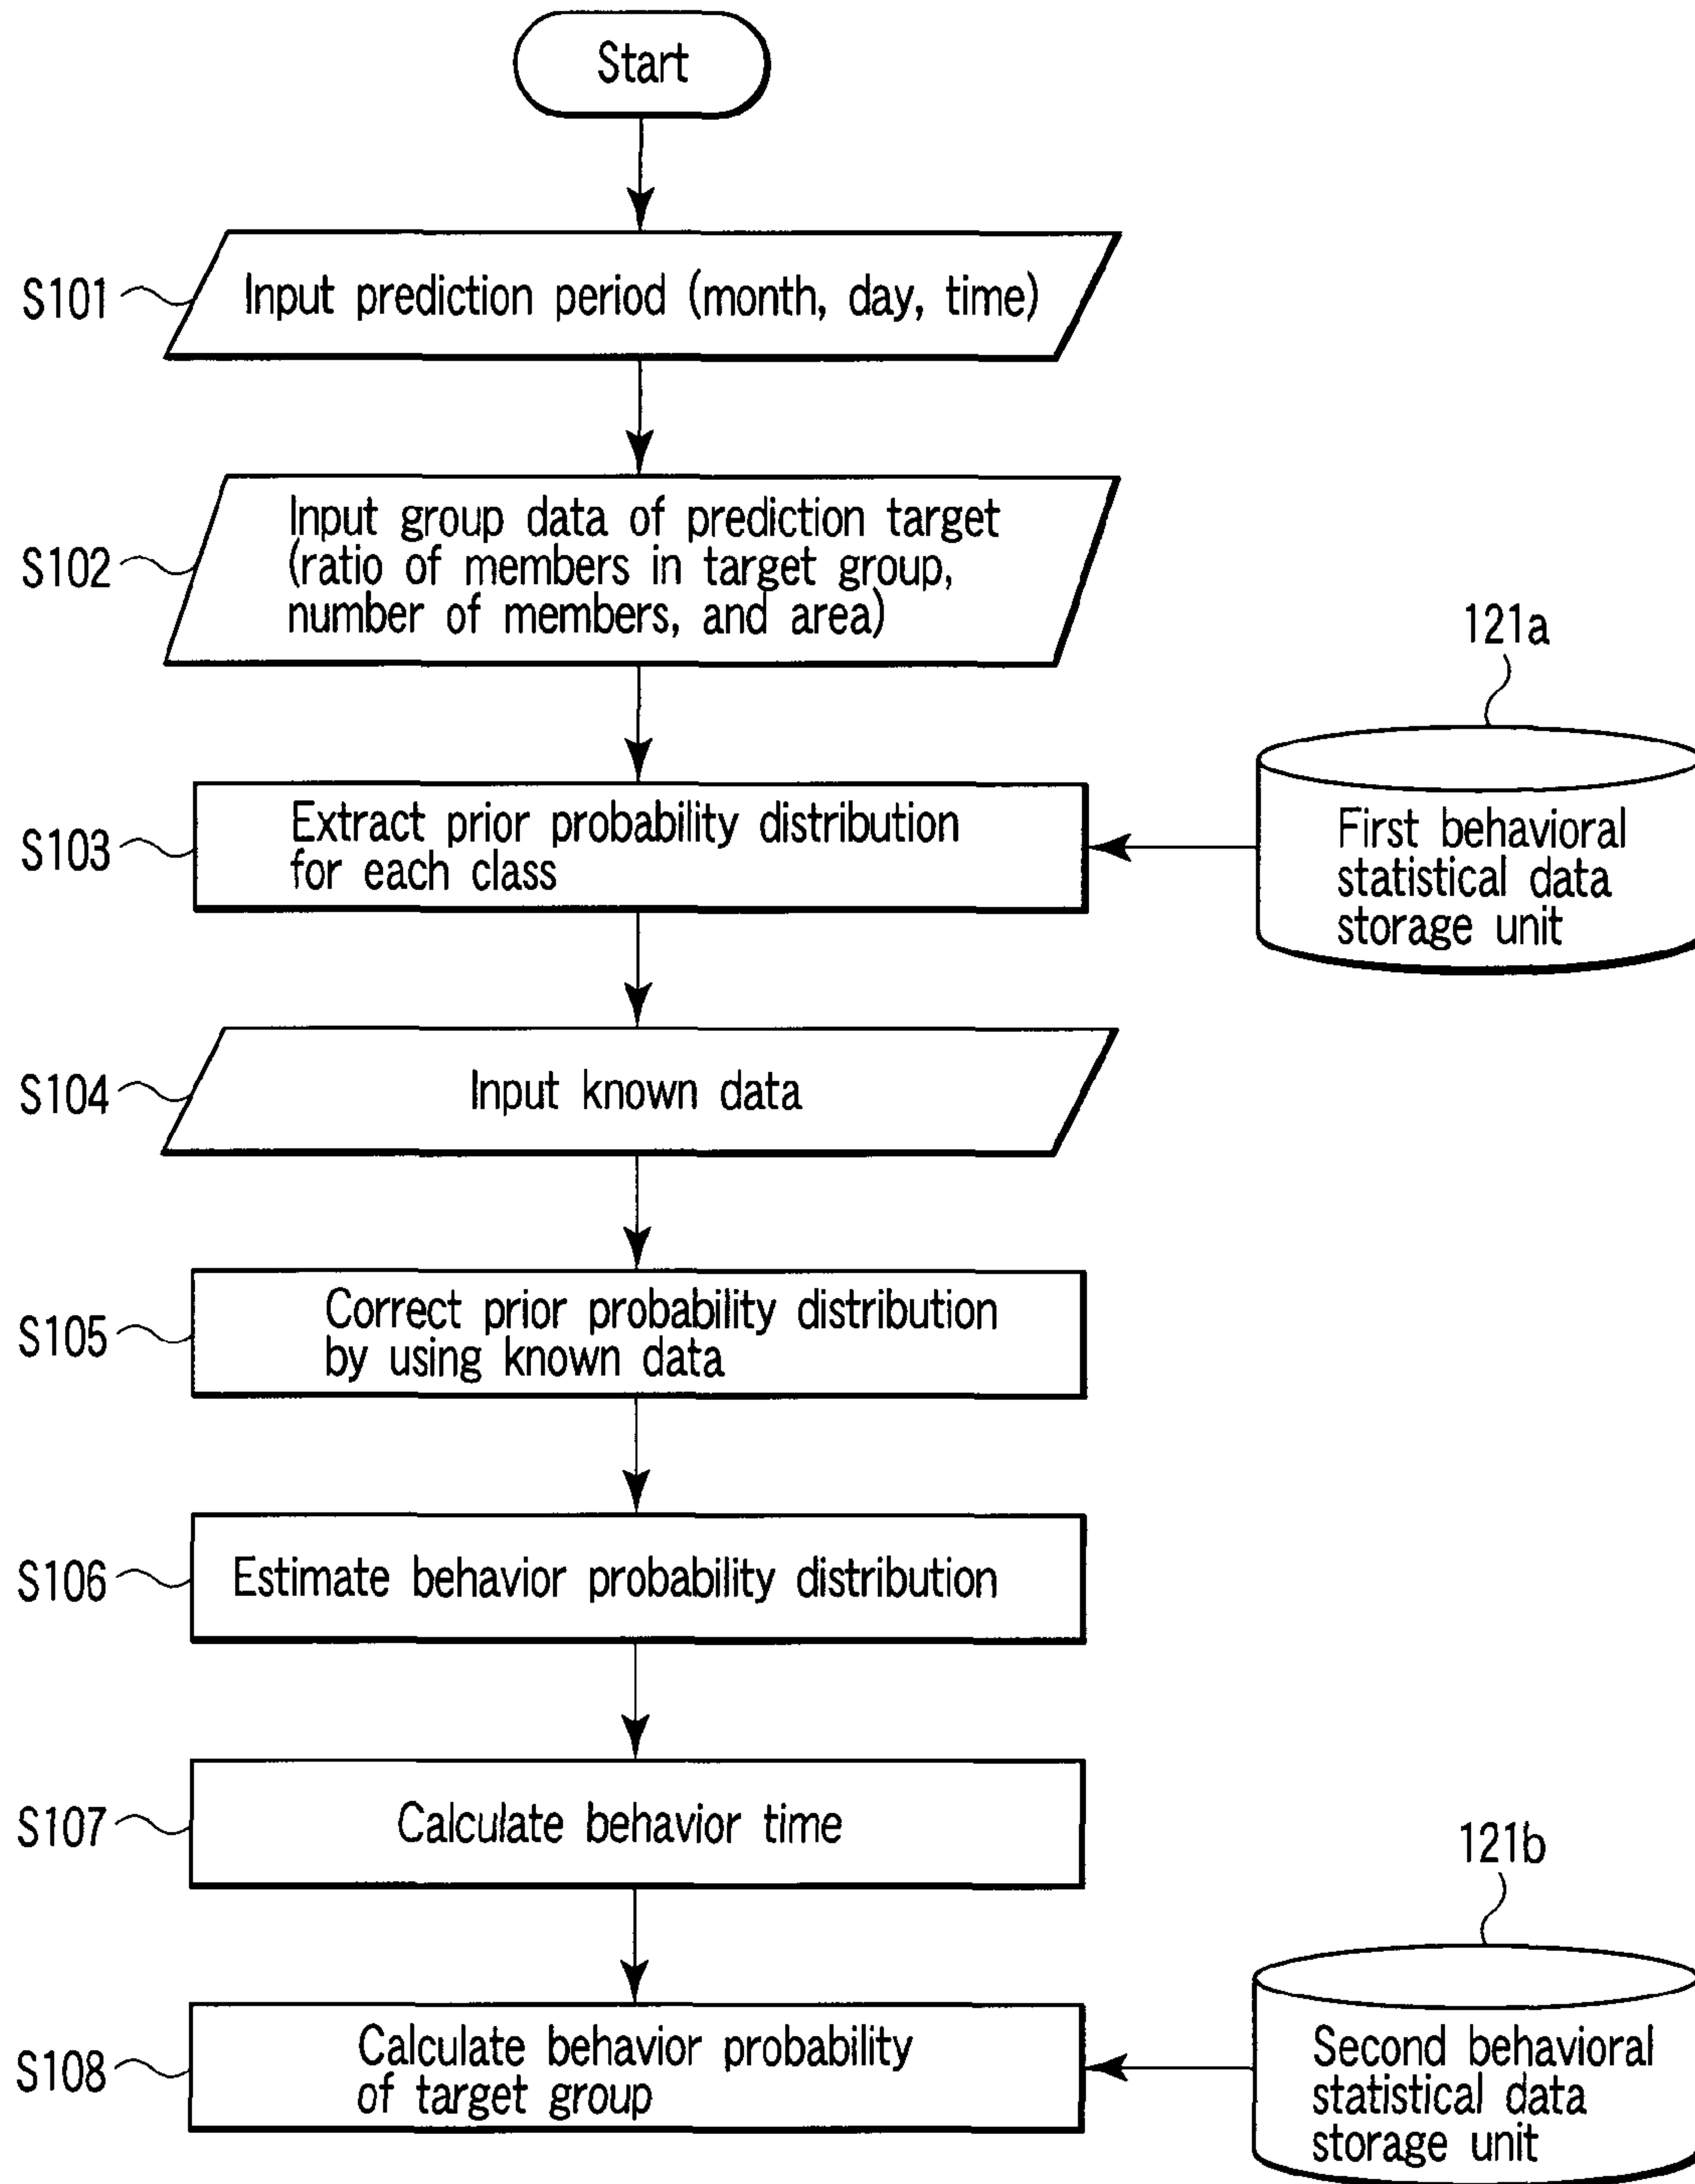 Start
S101
Input prediction period (month, day, time)
S102
Input group data of prediction target
(ratio of members in target group,
number of members, and area)
121a
S103
Extract prior probability distribution
for each class
First behavioral
statistical data
storage unit
S104
Input known data
S105
Correct prior probability distribution
by using known data
S106
Estimate behavior probability distribution
S107
Calculate behavior time
121b
S108
Calculate behavior probability
of target group
Second behavioral
statistical data
storage unit